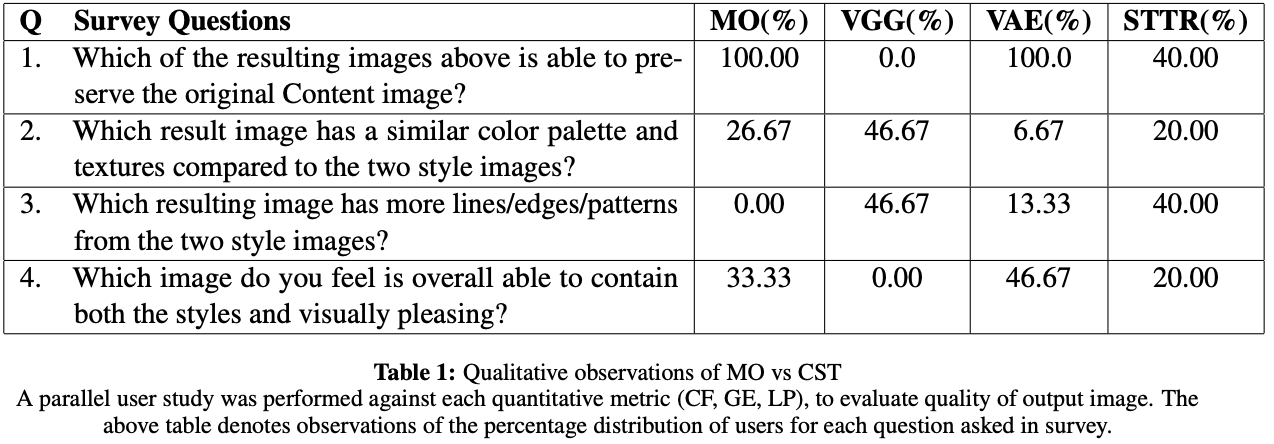 Q Survey Questions MO(%) VGG(%) VAE(%) STTR(%)
1. Which of the resulting images above is able to pre- 100.00 0.0 100.0 40.00
serve the original Content image?
2. Which result image has a similar color palette and 26.67 46.67 6.67 20.00
textures compared to the two style images?
3. Which resulting image has more lines/edges/patterns 0.00 46.67 13.33 40.00
from the two style images?
4. Which image do you feel is overall able to contain 33.33 0.00 46.67 20.00
both the styles and visually pleasing?
Table 1: Qualitative observations of MO vs CST
A parallel user study was performed against each quantitative metric (CF, GE, LP), to evaluate quality of output image. The
above table denotes observations of the percentage distribution of users for each question asked in survey.